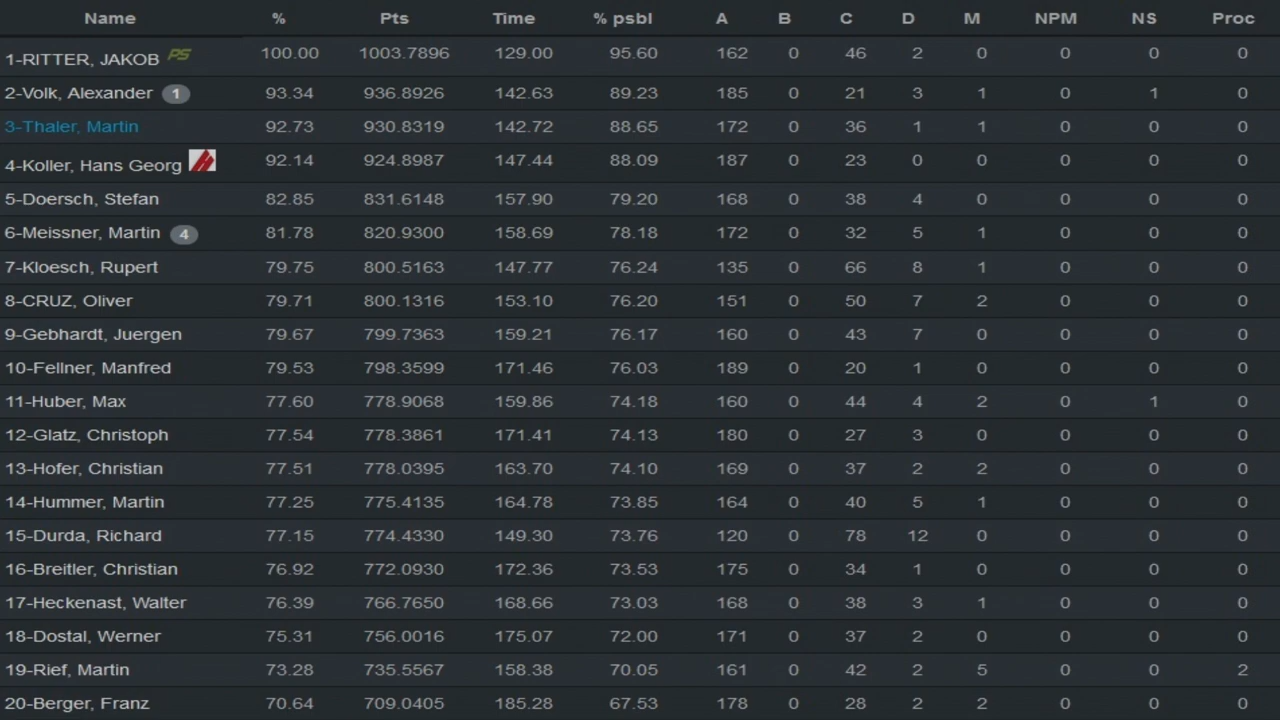 Name % Pts Time % psbl A B C D M NPM NS Proc
1-RITTER, JAKOB PS 100.00 1003.7896 129.00 95.60 162 0 46 2 0 0 0 0
2-Volk, Alexander 1 93.34 936.8926 142.63 89.23 185 0 21 3 1 0 1 0
3-Thaler, Martin 92.73 930.8319 142.72 88.65 172 0 36 1 1 0 0 0
4-Koller, Hans Georg 92.14 924.8987 147.44 88.09 187 0 23 0 0 0 0 0
5-Doersch, Stefan 82.85 831.6148 157.90 79.20 168 0 38 4 0 0 0 0
6-Meissner, Martin 4 81.78 820.9300 158.69 78.18 172 0 32 5 1 0 0 0
7-Kloesch, Rupert 79.75 800.5163 147.77 76.24 135 0 66 8 1 0 0 0
8-CRUZ, Oliver 79.71 800.1316 153.10 76.20 151 0 50 7 2 0 0 0
9-Gebhardt, Juergen 79.67 799.7363 159.21 76.17 160 0 43 7 0 0 0 0
10-Fellner, Manfred 79.53 798.3599 171.46 76.03 189 0 20 1 0 0 0 0
11-Huber, Max 77.60 778.9068 159.86 74.18 160 0 44 4 2 0 1 0
12-Glatz, Christoph 77.54 778.3861 171.41 74.13 180 0 27 3 0 0 0 0
13-Hofer, Christian 77.51 778.0395 163.70 74.10 169 0 37 2 2 0 0 0
14-Hummer, Martin 77.25 775.4135 164.78 73.85 164 0 40 5 1 0 0 0
15-Durda, Richard 77.15 774.4330 149.30 73.76 120 0 78 12 0 0 0 0
16-Breitler, Christian 76.92 772.0930 172.36 73.53 175 0 34 1 0 0 0 0
17-Heckenast, Walter 76.39 766.7650 168.66 73.03 168 0 38 3 1 0 0 0
18-Dostal, Werner 75.31 756.0016 175.07 72.00 171 0 37 2 0 0 0 0
19-Rief, Martin 73.28 735.5567 158.38 70.05 161 0 42 2 5 0 0 2
20-Berger, Franz 70.64 709.0405 185.28 67.53 178 0 28 2 2 0 0 0